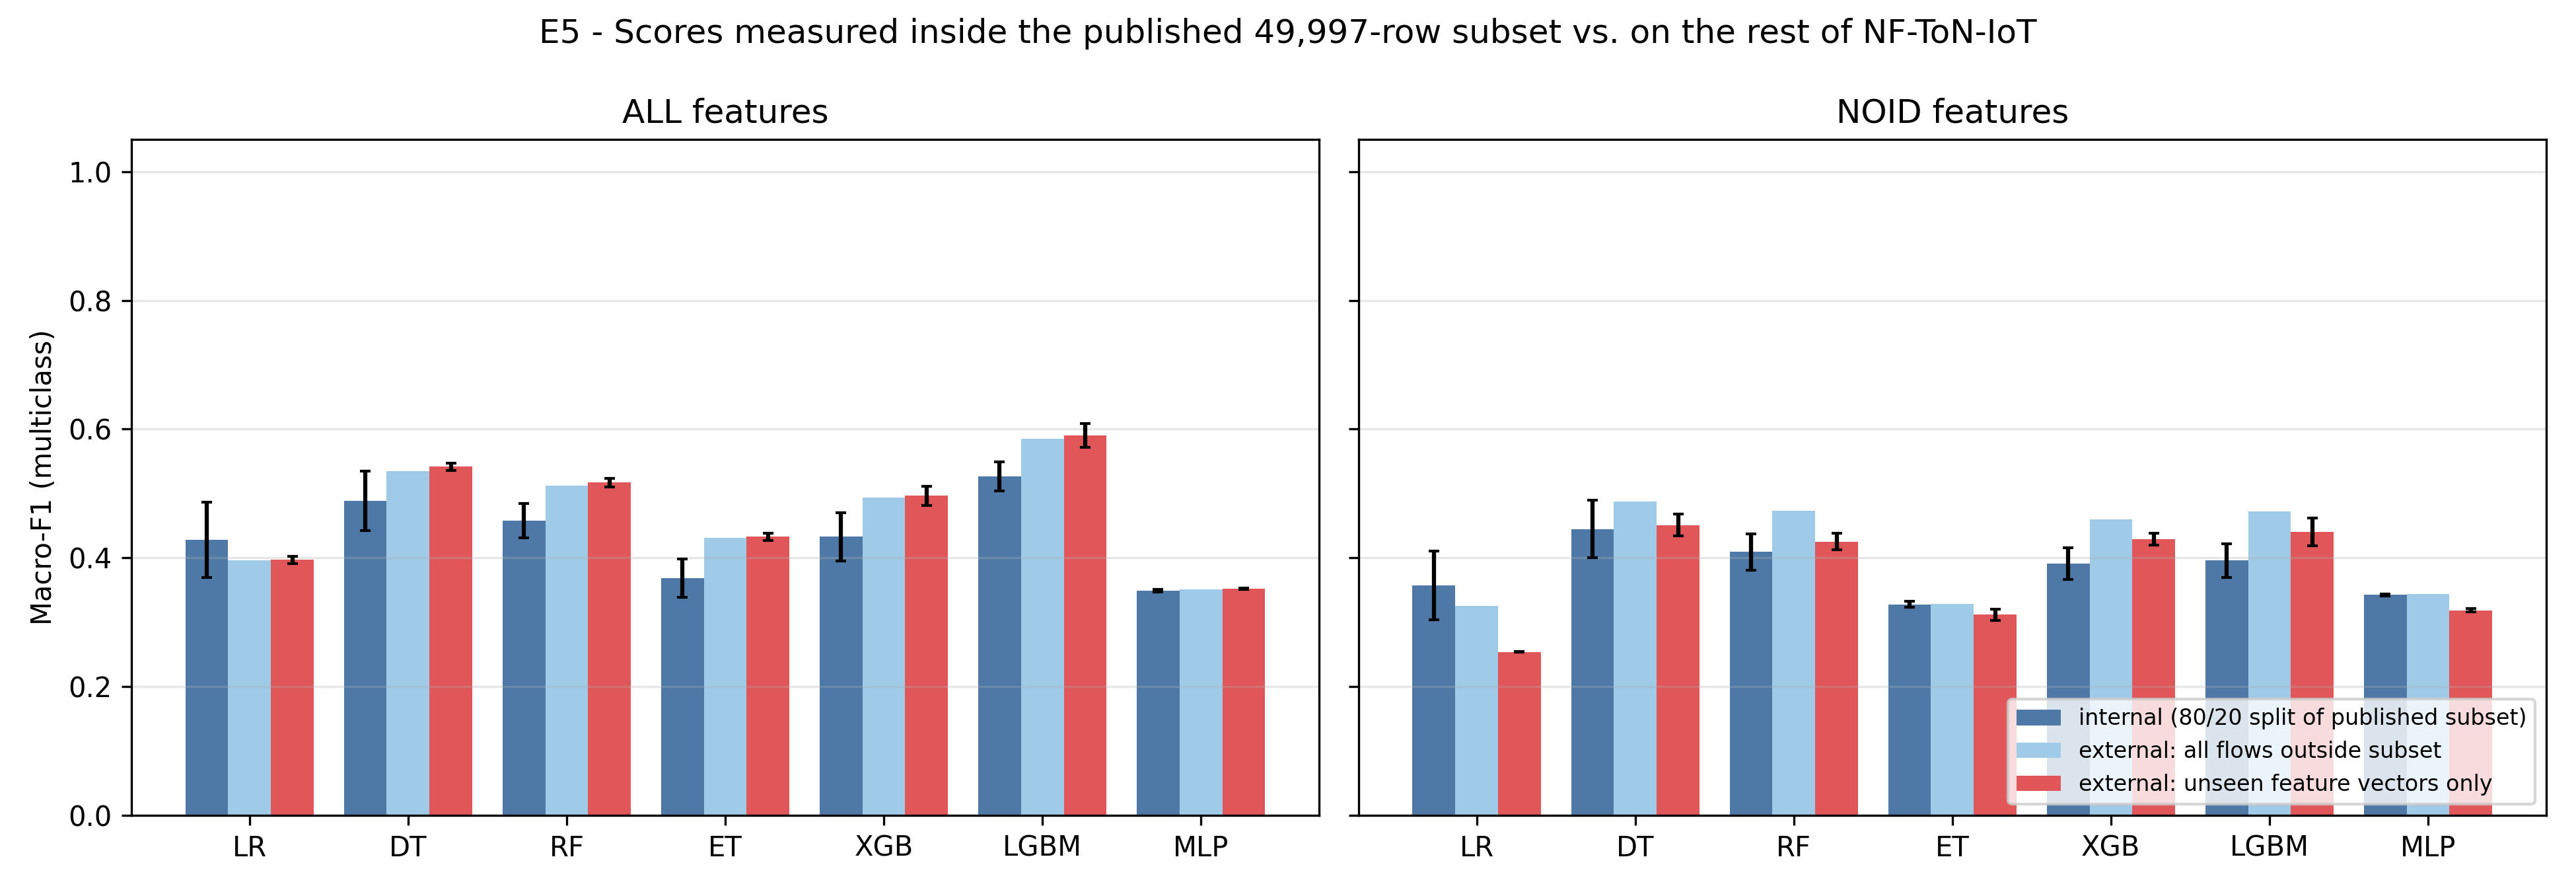 E5 - Scores measured inside the published 49,997-row subset vs. on the rest of NF-ToN-IoT
ALL features
NOID features
Macro-F1 (multiclass)
1.0
0.8
0.6
0.4
0.2
0.0
LR DT RF ET XGB LGBM MLP
LR DT RF ET XGB LGBM MLP
internal (80/20 split of published subset)
external: all flows outside subset
external: unseen feature vectors only